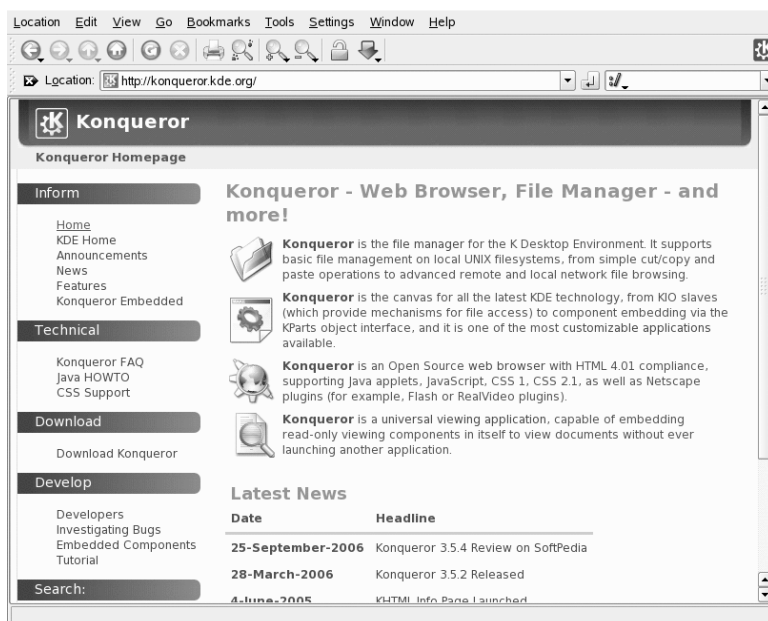 Location Edit View Go Bookmarks Tools Settings Window Help
Location: http://konqueror.kde.org/
Konqueror
Konqueror Homepage
Inform
Home
KDE Home
Announcements
News
Features
Konqueror Embedded
Technical
Konqueror FAQ
Java HOWTO
CSS Support
Download
Download Konqueror
Develop
Developers
Investigating Bugs
Embedded Components
Tutorial
Search:
Konqueror - Web Browser, File Manager - and
more!
Konqueror is the file manager for the K Desktop Environment. It supports
basic file management on local UNIX filesystems, from simple cut/copy and
paste operations to advanced remote and local network file browsing.
Konqueror is the canvas for all the latest KDE technology, from KIO slaves
(which provide mechanisms for file access) to component embedding via the
KParts object interface, and it is one of the most customizable applications
available.
Konqueror is an Open Source web browser with HTML 4.01 compliance,
supporting Java applets, JavaScript, CSS 1, CSS 2.1, as well as Netscape
plugins (for example, Flash or RealVideo plugins).
Konqueror is a universal viewing application, capable of embedding
read-only viewing components in itself to view documents without ever
launching another application.
Latest News
Date Headline
25-September-2006 Konqueror 3.5.4 Review on SoftPedia
28-March-2006 Konqueror 3.5.2 Released
4-June-2005 KHTML Info Page Launched